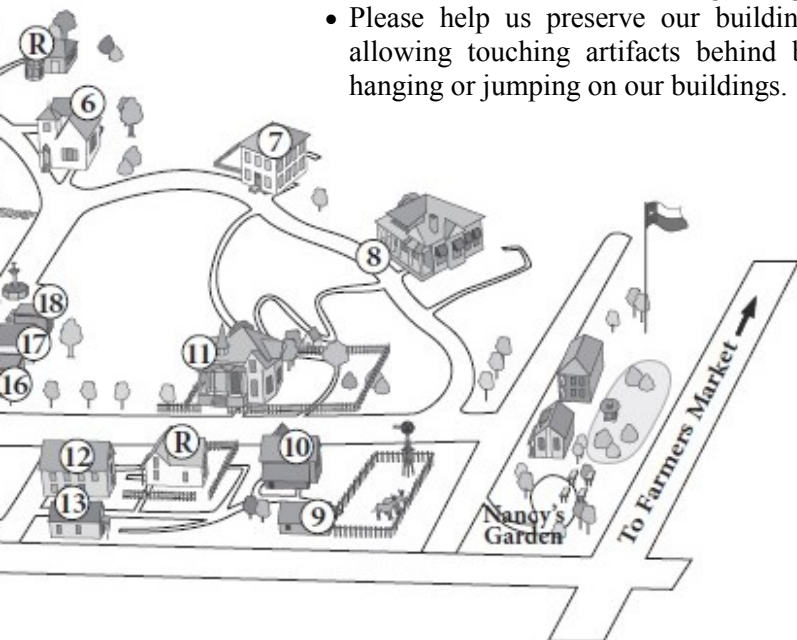 • Please help us preserve our buildin
allowing touching artifacts behind
hanging or jumping on our buildings.
R
6
7
8
18
17
16
11
12
R
10
13
9
Nancy's
Garden
To Farmers Market